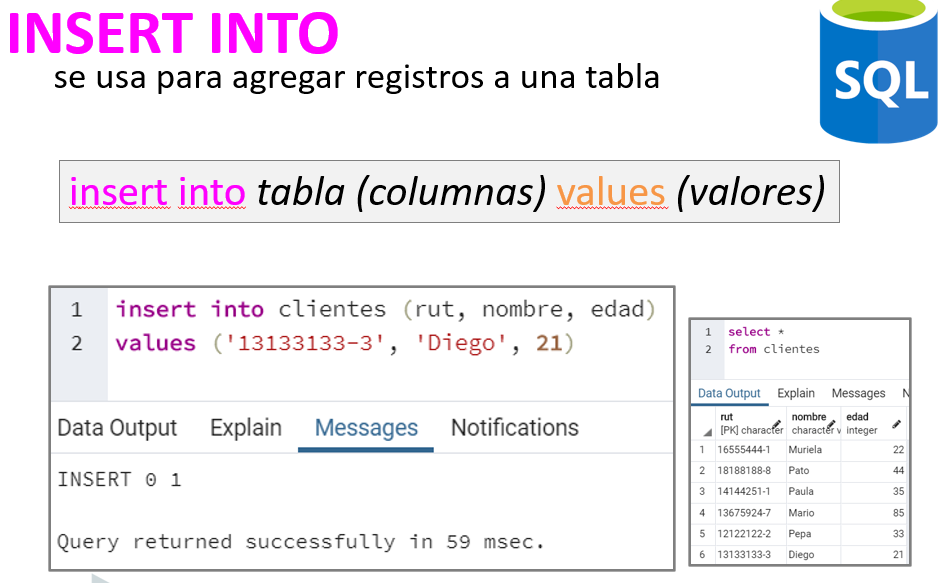 INSERT INTO
se usa para agregar registros a una tabla
SQL
insert into tabla (columnas) values (valores)
1 insert into clientes (rut, nombre, edad)
2 values ('13133133-3', 'Diego', 21)
Data Output Explain Messages Notifications
INSERT 0 1
Query returned successfully in 59 msec.
1 select *
2 from clientes
Data Output Explain Messages N
rut nombre edad
[PK] character character v integer
1 16555444-1 Muriela 22
2 18188188-8 Pato 44
3 14144251-1 Paula 35
4 13675924-7 Mario 85
5 12122122-2 Pepa 33
6 13133133-3 Diego 21